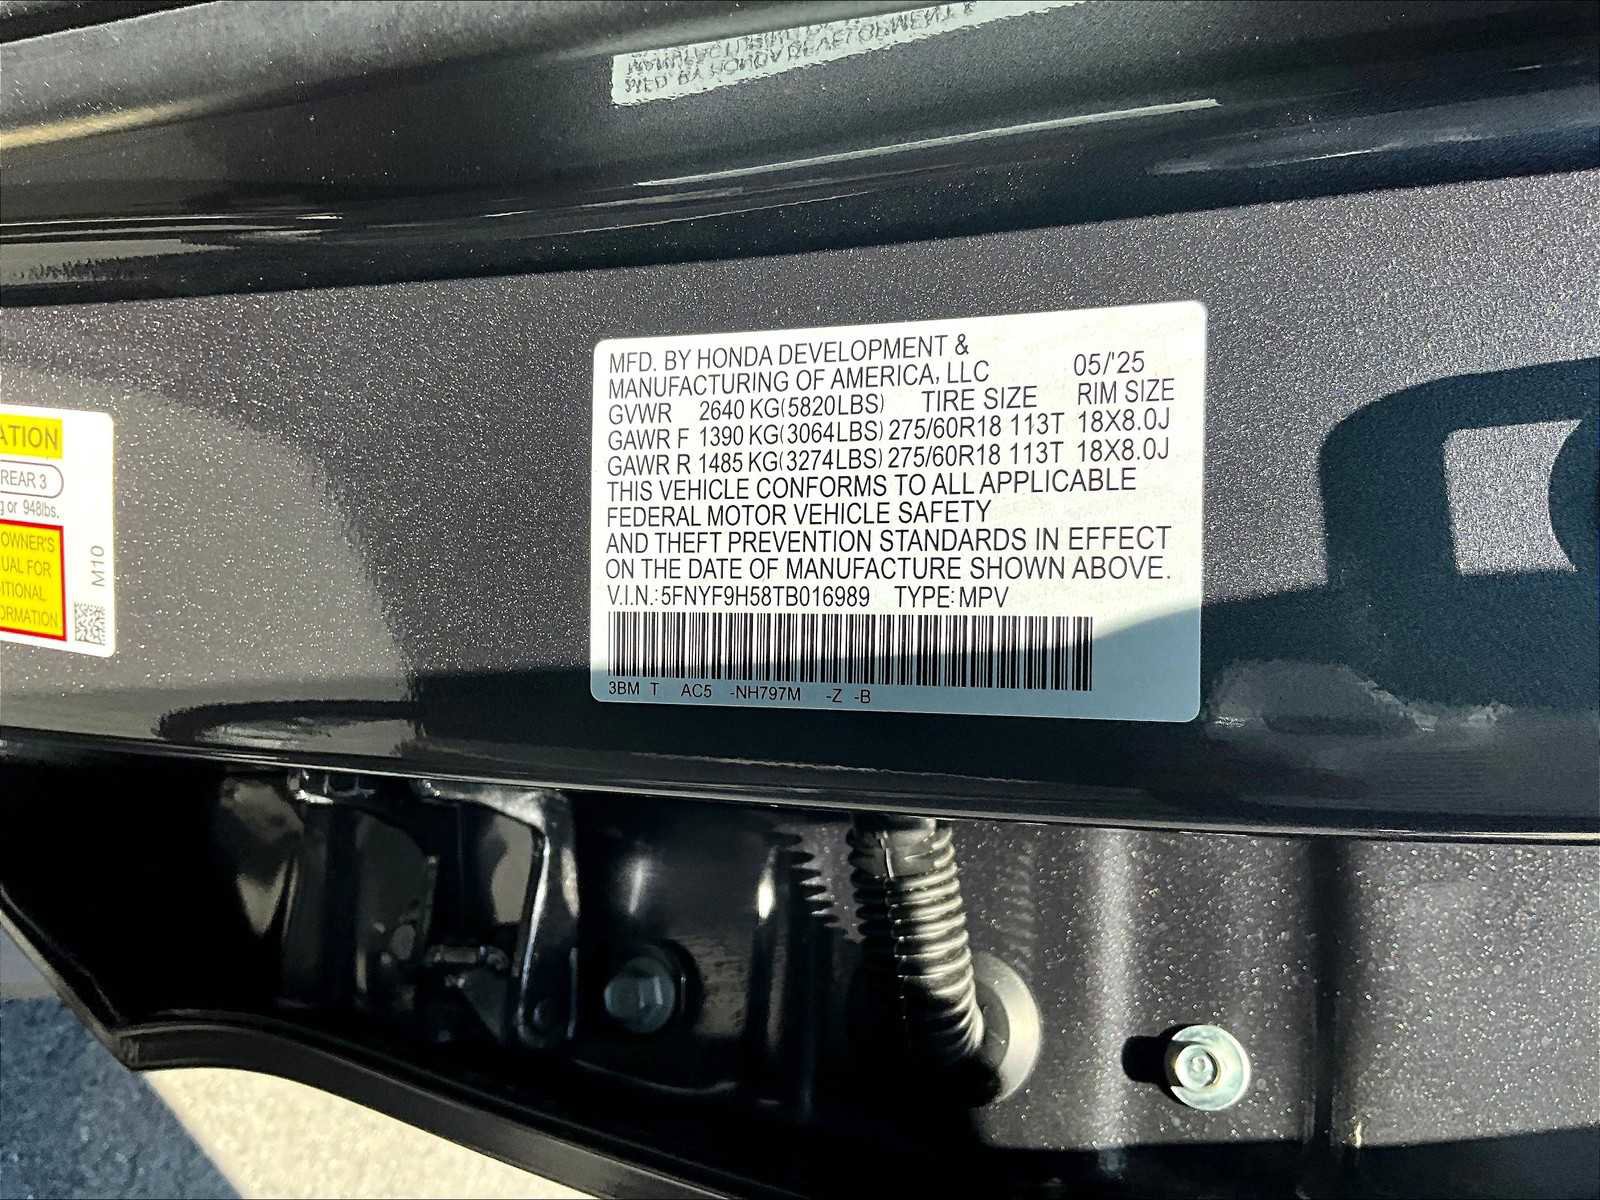 MFD. BY HONDA DEVELOPMENT &
MANUFACTURING OF AMERICA, LLC 05/'25
GVWR 2640 KG(5820LBS) TIRE SIZE RIM SIZE
GAWR F 1390 KG(3064LBS) 275/60R18 113T 18X8.0J
GAWR R 1485 KG(3274LBS) 275/60R18 113T 18X8.0J
THIS VEHICLE CONFORMS TO ALL APPLICABLE
FEDERAL MOTOR VEHICLE SAFETY
AND THEFT PREVENTION STANDARDS IN EFFECT
ON THE DATE OF MANUFACTURE SHOWN ABOVE.
V.I.N.: 5FNYF9H58TB016989 TYPE: MPV
3BM T AC5 -NH797M -Z -B
ATION
REAR 3
g or 948lbs.
OWNER'S
UAL FOR
ITIONAL
ORMATION
M10